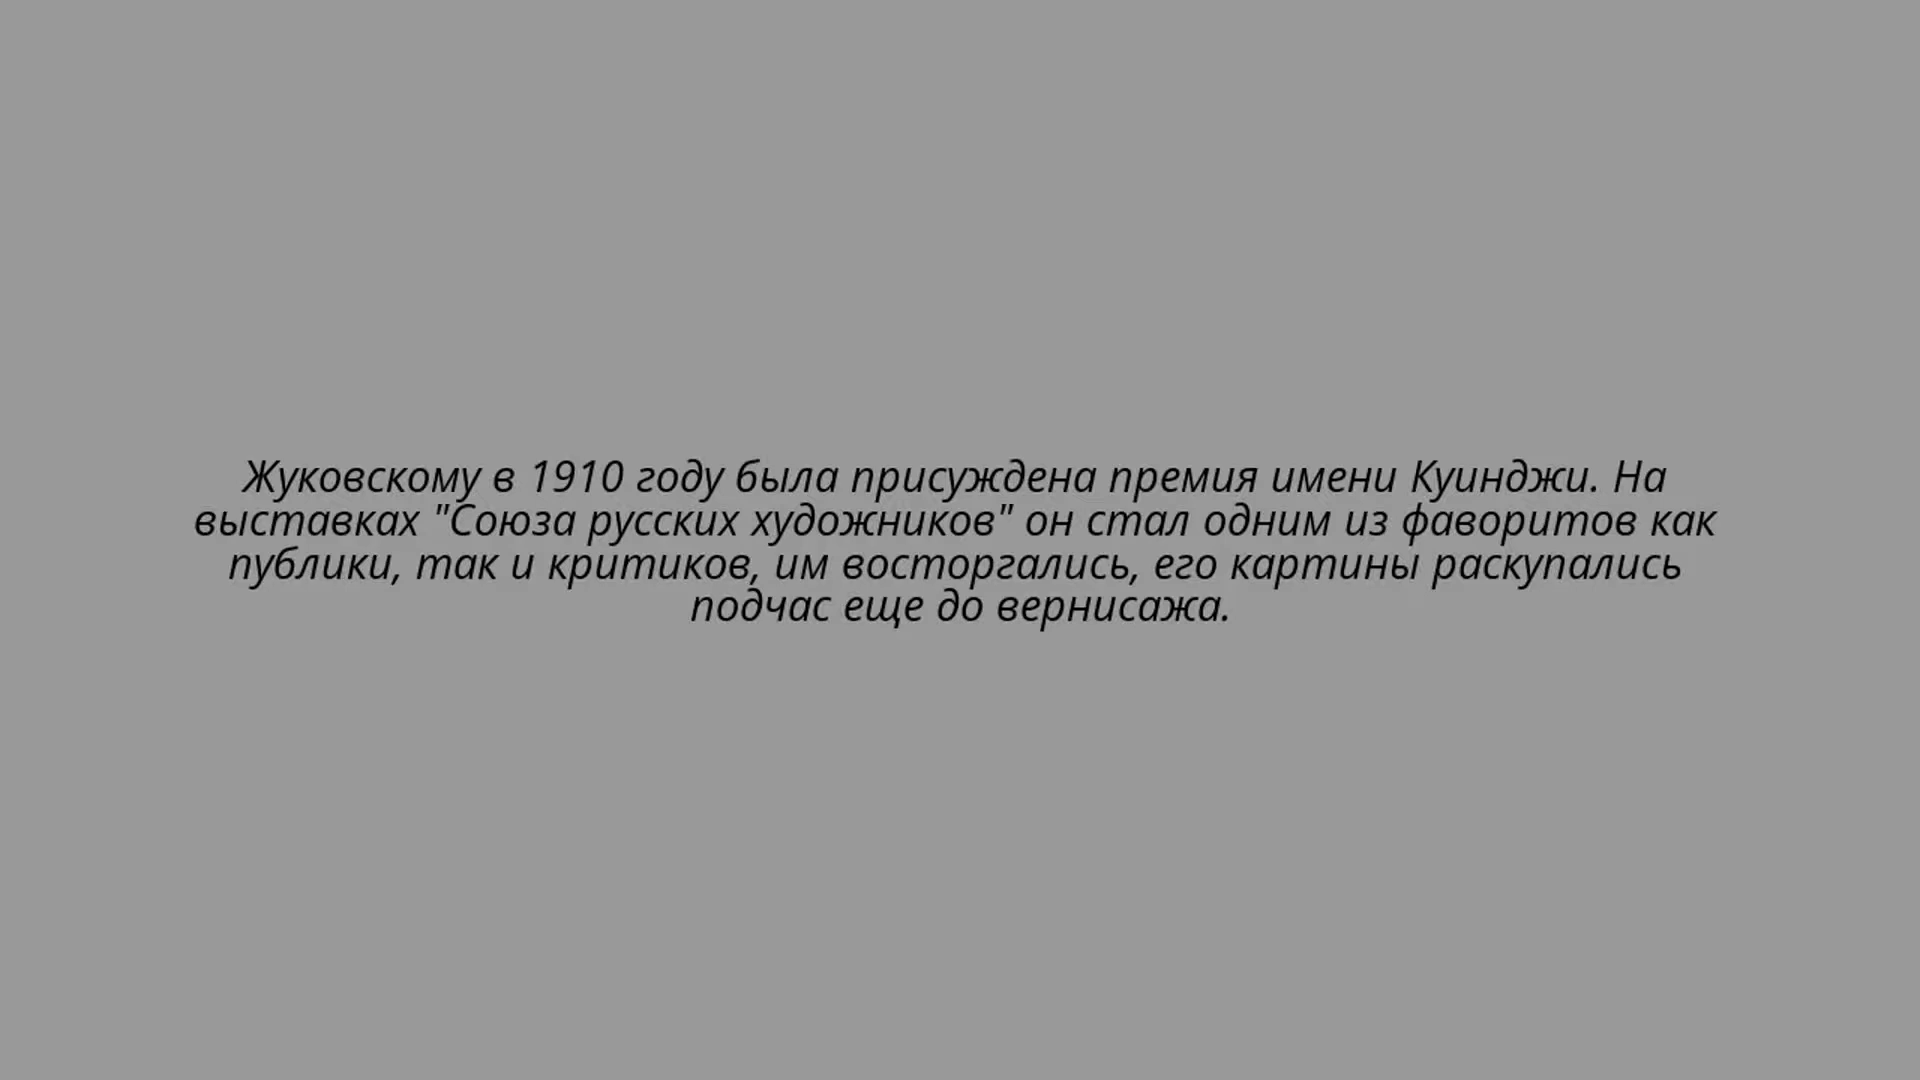 Жуковскому в 1910 году была присуждена премия имени Куинджи. На
выставках "Союза русских художников" он стал одним из фаворитов как
публики, так и критиков, им восторгались, его картины раскупались
подчас еще до вернисажа.